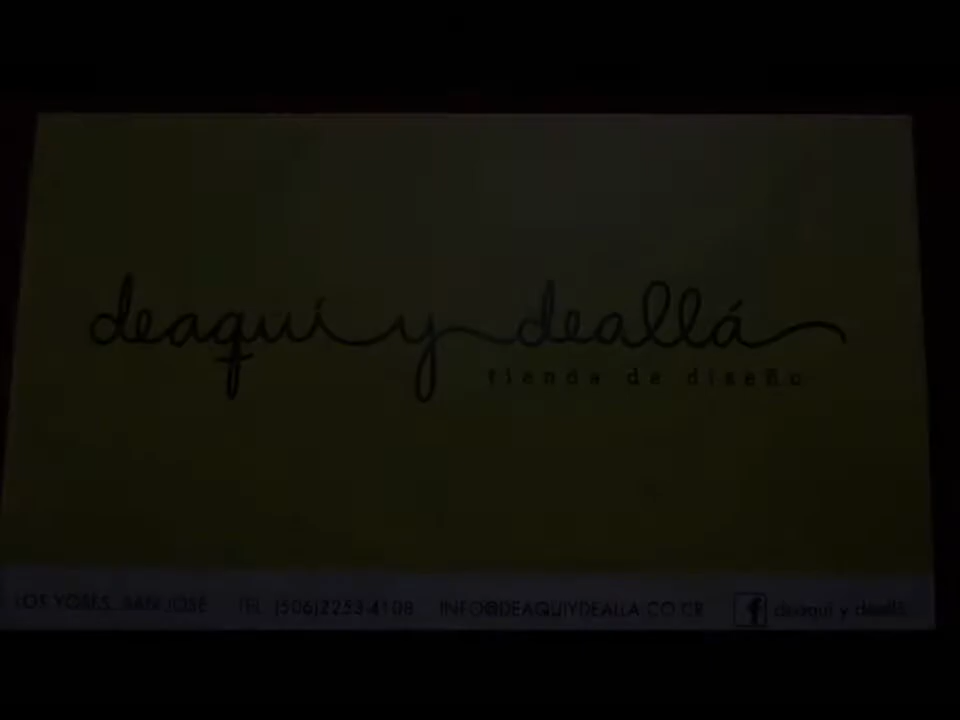 deaquí y deallá
tienda de diseño
LOS YOSES, SAN JOSÉ TEL. (506)2253-4108 INFO@DEAQUIYDEALLA.CO.CR f deaquí y deallá